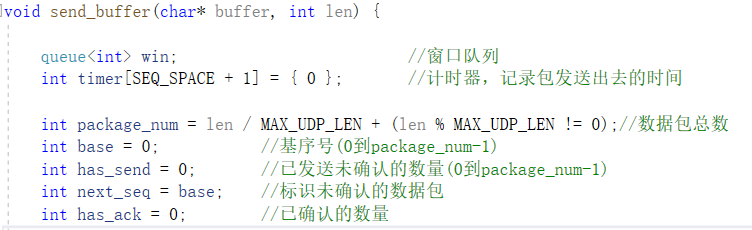 void send_buffer(char* buffer, int len) {
queue<int> win; //窗口队列
int timer[SEQ_SPACE + 1] = { 0 }; //计时器，记录包发送出去的时间
int package_num = len / MAX_UDP_LEN + (len % MAX_UDP_LEN != 0);//数据包总数
int base = 0; //基序号(0到package_num-1)
int has_send = 0; //已发送未确认的数量(0到package_num-1)
int next_seq = base; //标识未确认的数据包
int has_ack = 0; //已确认的数量